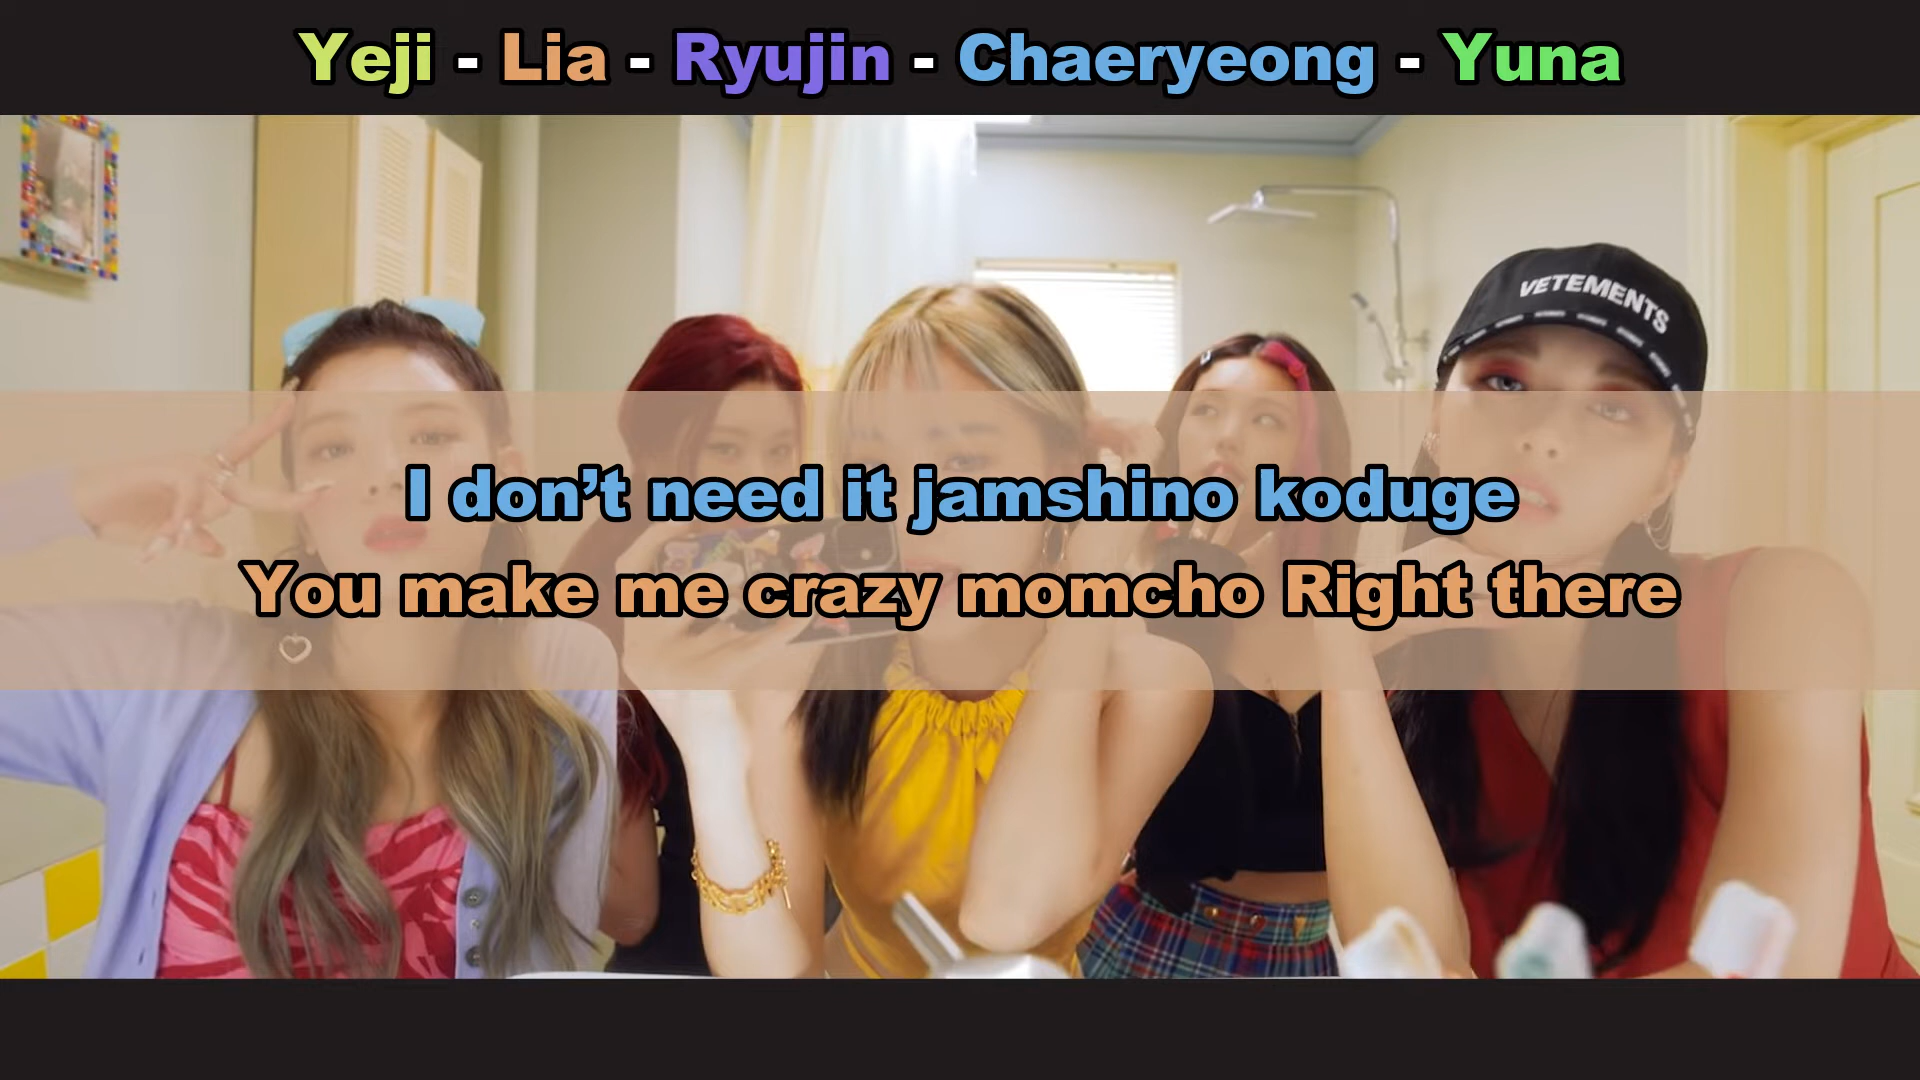 Yeji - Lia - Ryujin - Chaeryeong - Yuna
VETEMENTS
I don’t need it jamshino koduge
You make me crazy momcho Right there